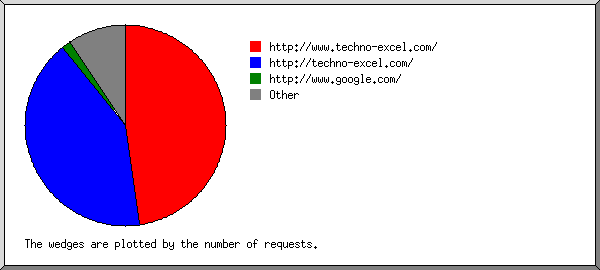 http://www.techno-excel.com/
http://techno-excel.com/
http://www.google.com/
Other
The wedges are plotted by the number of requests.